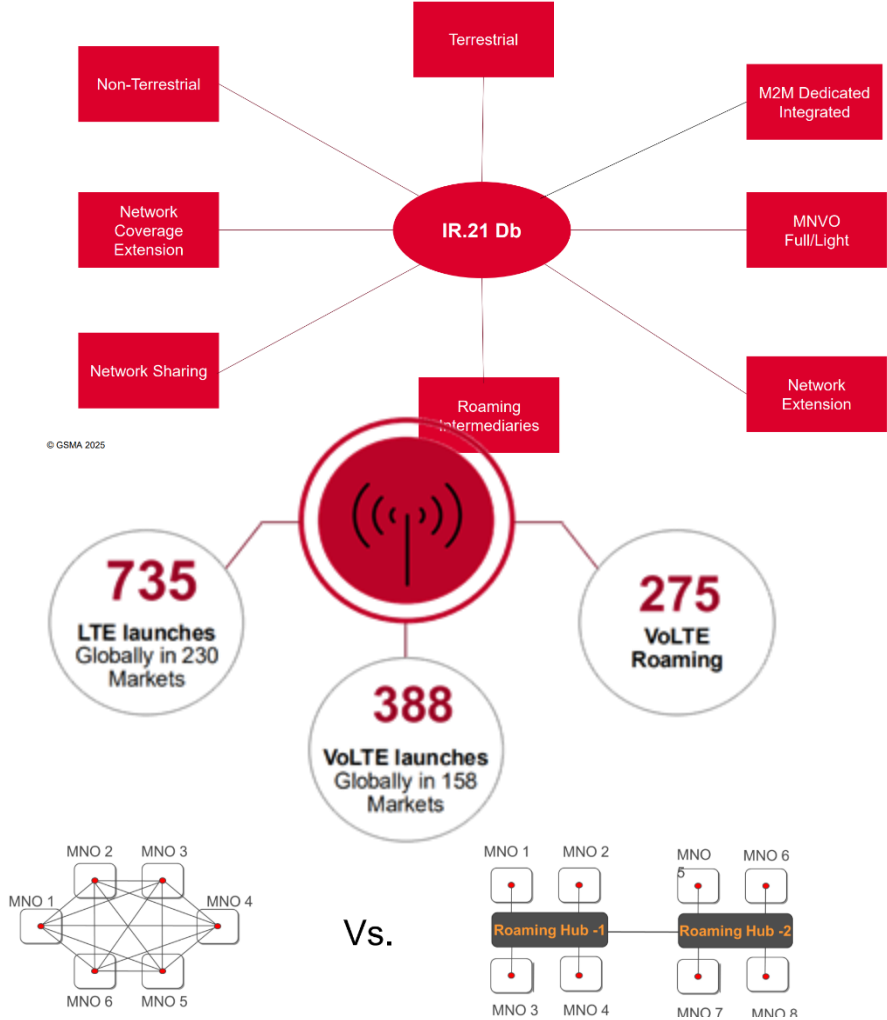 Terrestrial
Non-Terrestrial
M2M Dedicated
Integrated
Network
Coverage
Extension
IR.21 Db
MNVO
Full/Light
Network Sharing
Roaming
Intermediaries
Network
Extension
© GSMA 2025
735
LTE launches
Globally in 230
Markets
388
VoLTE launches
Globally in 158
Markets
275
VoLTE
Roaming
MNO 2
MNO 3
MNO 1
MNO 4
MNO 6
MNO 5
Vs.
MNO 1
MNO 2
MNO
5
MNO 6
Roaming Hub -1
Roaming Hub -2
MNO 3
MNO 4
MNO 7
MNO 8